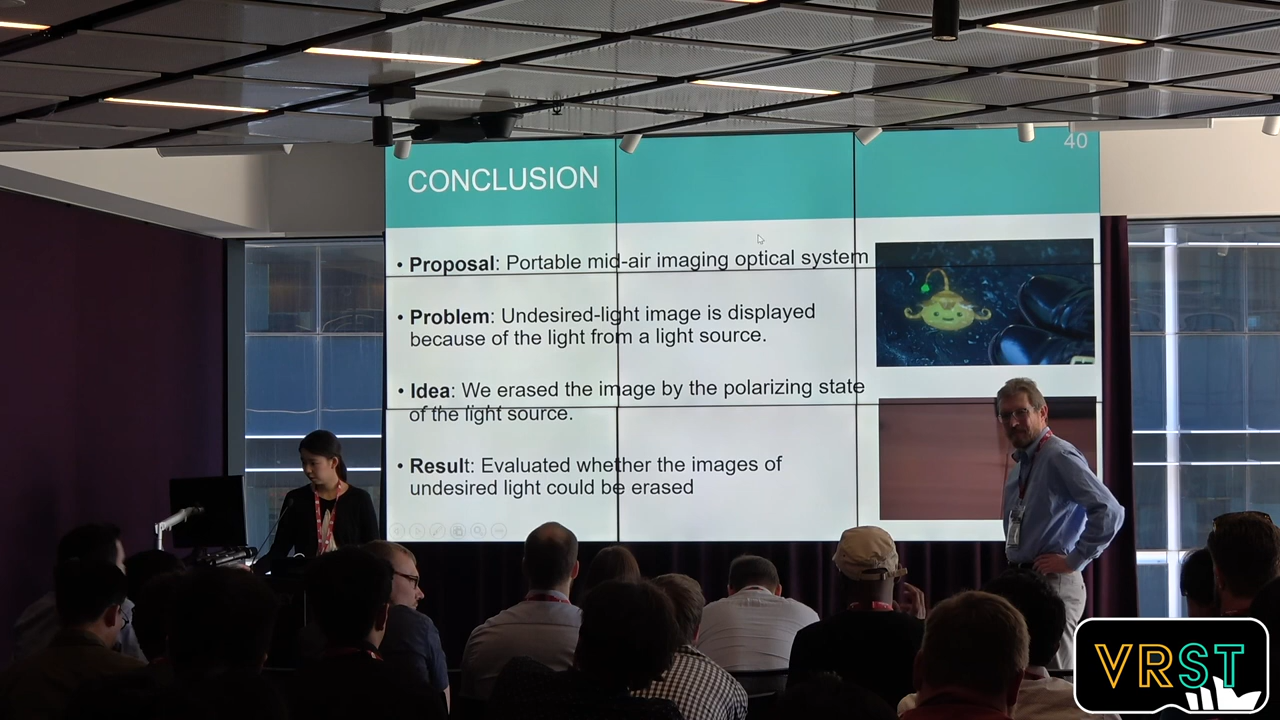 40
CONCLUSION
• Proposal: Portable mid-air imaging optical system
• Problem: Undesired-light image is displayed
because of the light from a light source.
• Idea: We erased the image by the polarizing state
of the light source.
• Result: Evaluated whether the images of
undesired light could be erased
VRST